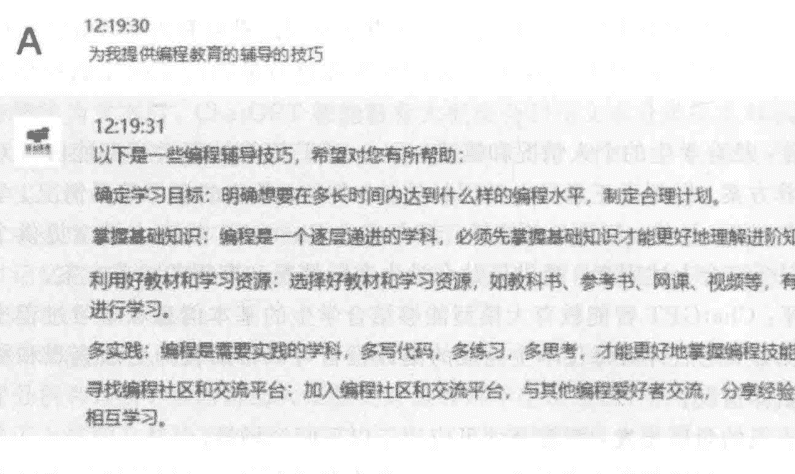 A
12:19:30
为我提供编程教育的辅导的技巧
12:19:31
以下是一些编程辅导技巧，希望对您有所帮助：
确定学习目标：明确想要在多长时间内达到什么样的编程水平，制定合理计划。
掌握基础知识：编程是一个逐层递进的学科，必须先掌握基础知识才能更好地理解进阶知
利用好教材和学习资源：选择好教材和学习资源，如教科书、参考书、网课、视频等，有
进行学习。
多实践：编程是需要实践的学科，多写代码，多练习，多思考，才能更好地掌握编程技能
寻找编程社区和交流平台：加入编程社区和交流平台，与其他编程爱好者交流，分享经验
相互学习。